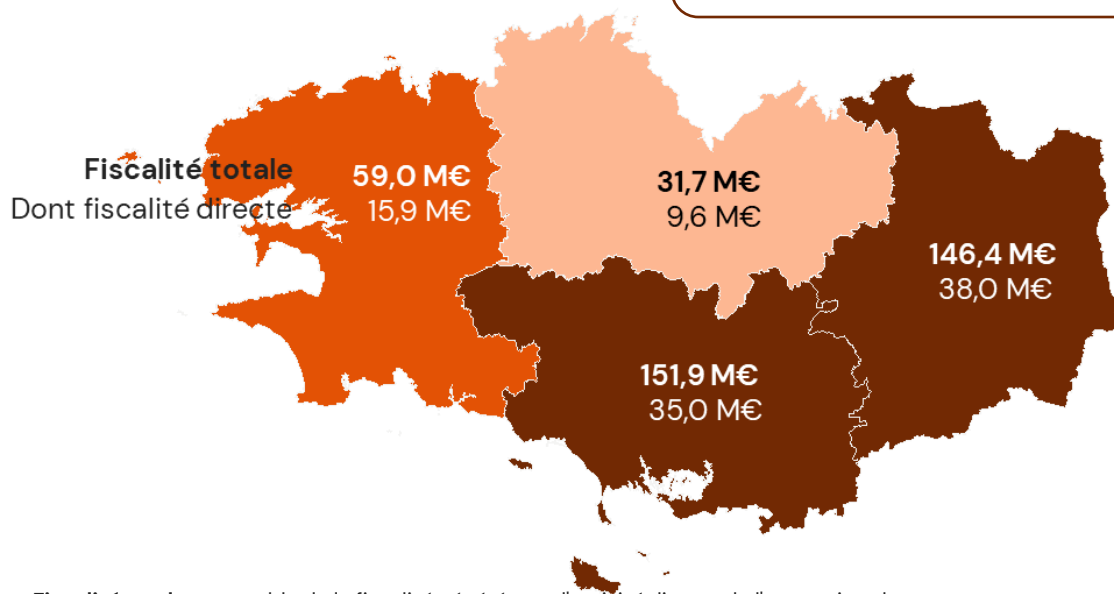 Fiscalité totale
Dont fiscalité directe
59,0 M€
15,9 M€
31,7 M€
9,6 M€
146,4 M€
38,0 M€
151,9 M€
35,0 M€